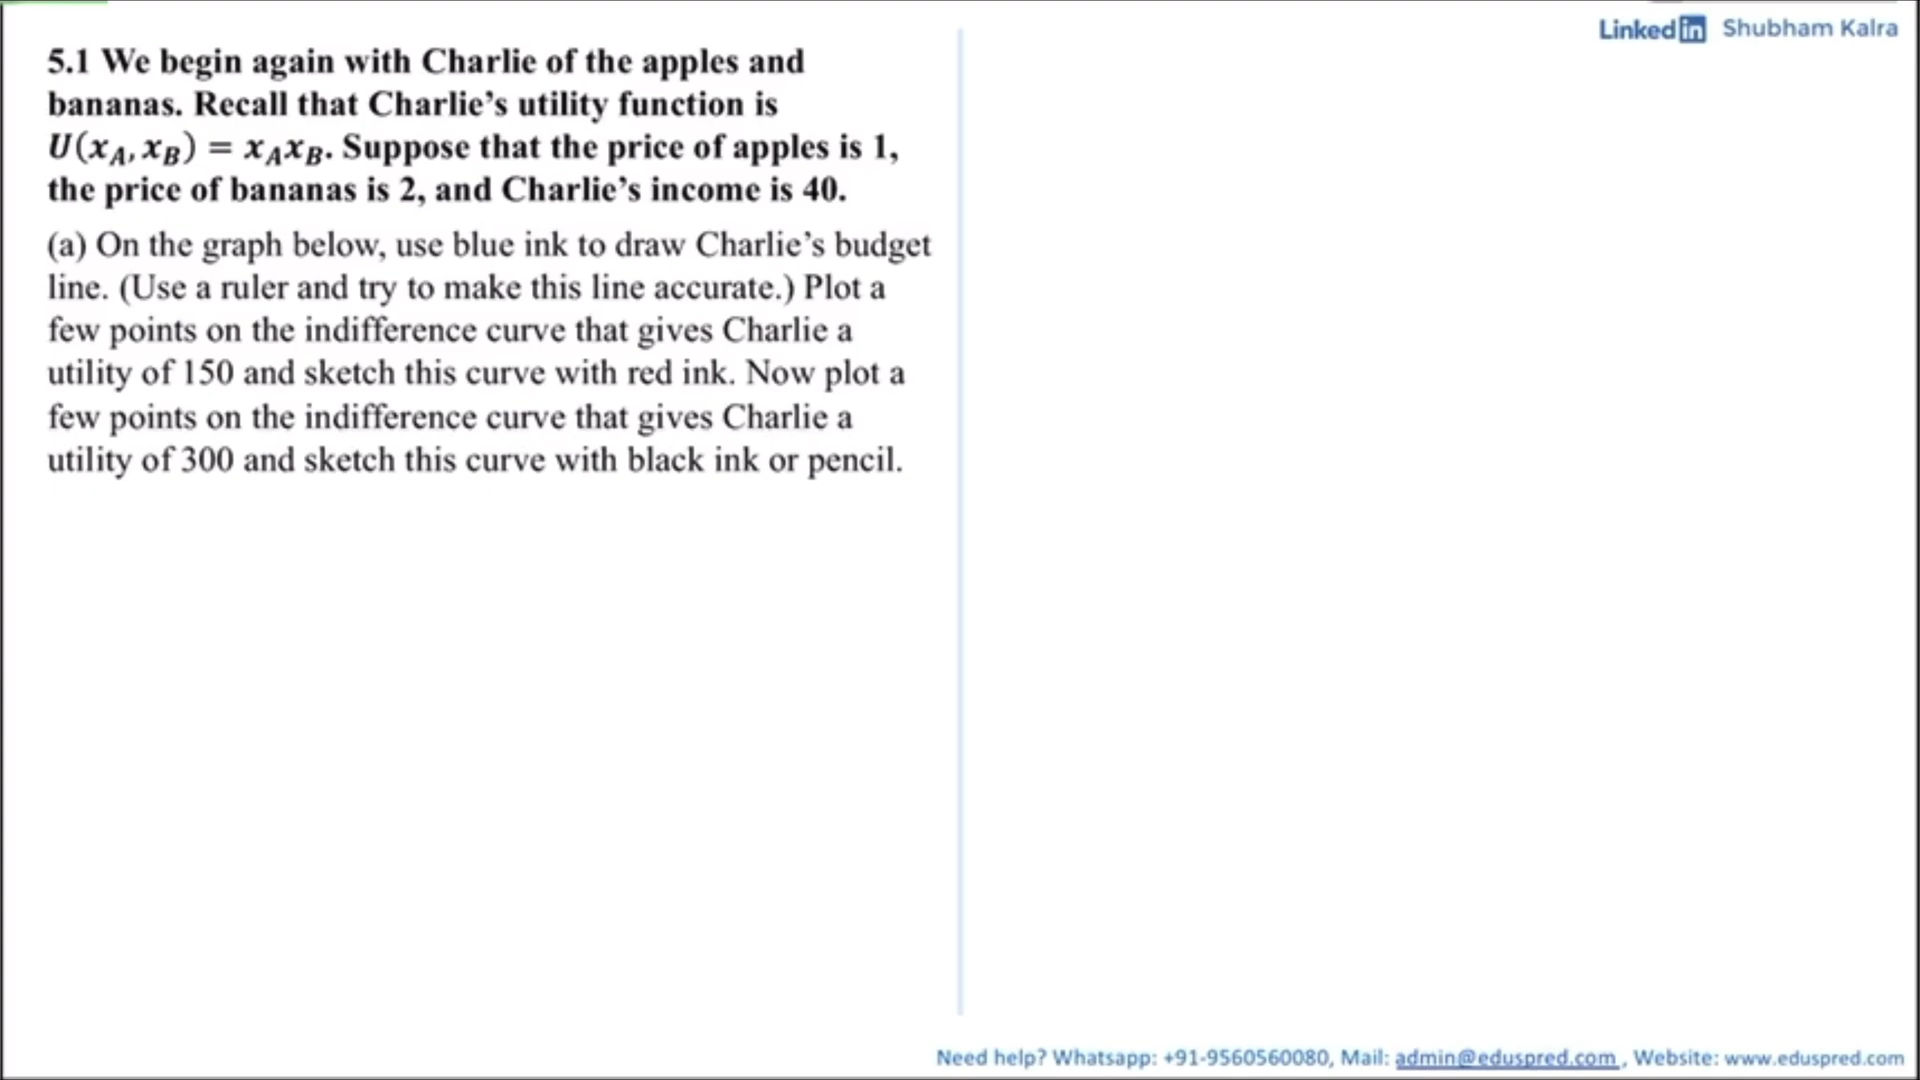 Linked in Shubham Kalra
5.1 We begin again with Charlie of the apples and
bananas. Recall that Charlie's utility function is
U(x_A, x_B) = x_A x_B. Suppose that the price of apples is 1,
the price of bananas is 2, and Charlie's income is 40.
(a) On the graph below, use blue ink to draw Charlie's budget
line. (Use a ruler and try to make this line accurate.) Plot a
few points on the indifference curve that gives Charlie a
utility of 150 and sketch this curve with red ink. Now plot a
few points on the indifference curve that gives Charlie a
utility of 300 and sketch this curve with black ink or pencil.
Need help? Whatsapp: +91-9560560080, Mail: admin@eduspred.com , Website: www.eduspred.com